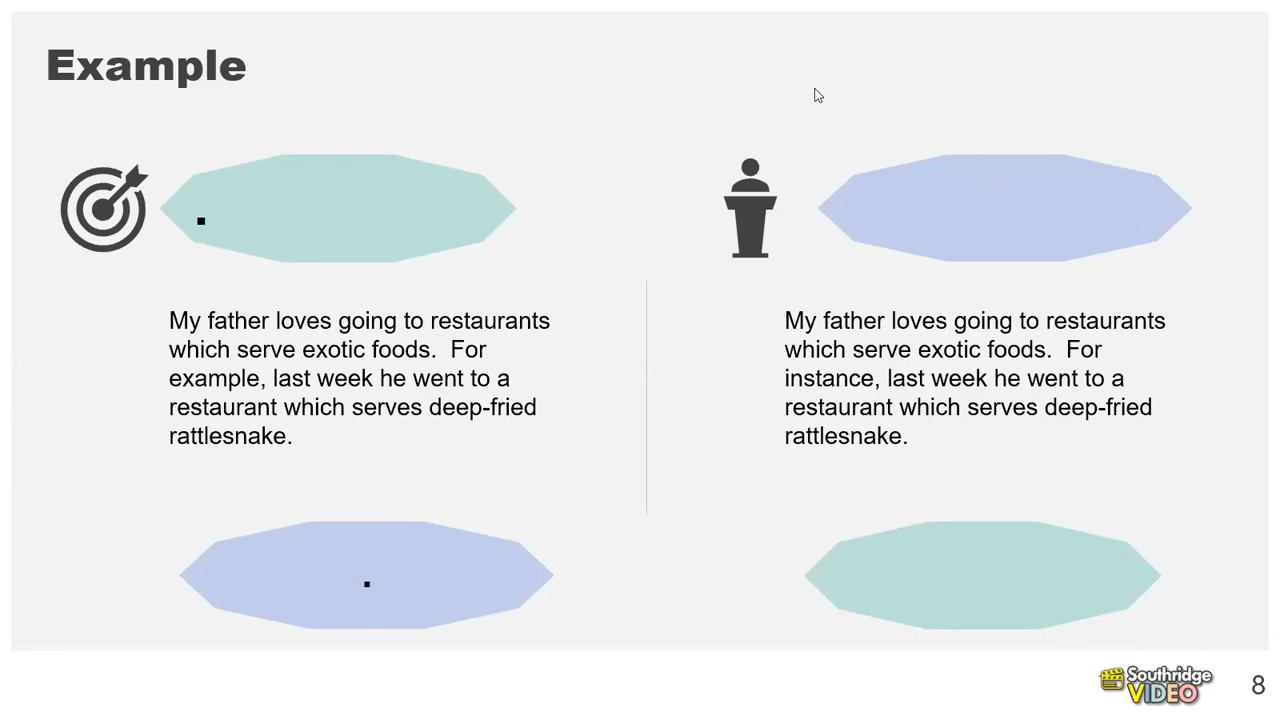 Example
.
My father loves going to restaurants
which serve exotic foods.  For
example, last week he went to a
restaurant which serves deep-fried
rattlesnake.
My father loves going to restaurants
which serve exotic foods.  For
instance, last week he went to a
restaurant which serves deep-fried
rattlesnake.
.
Southridge
VIDEO
8